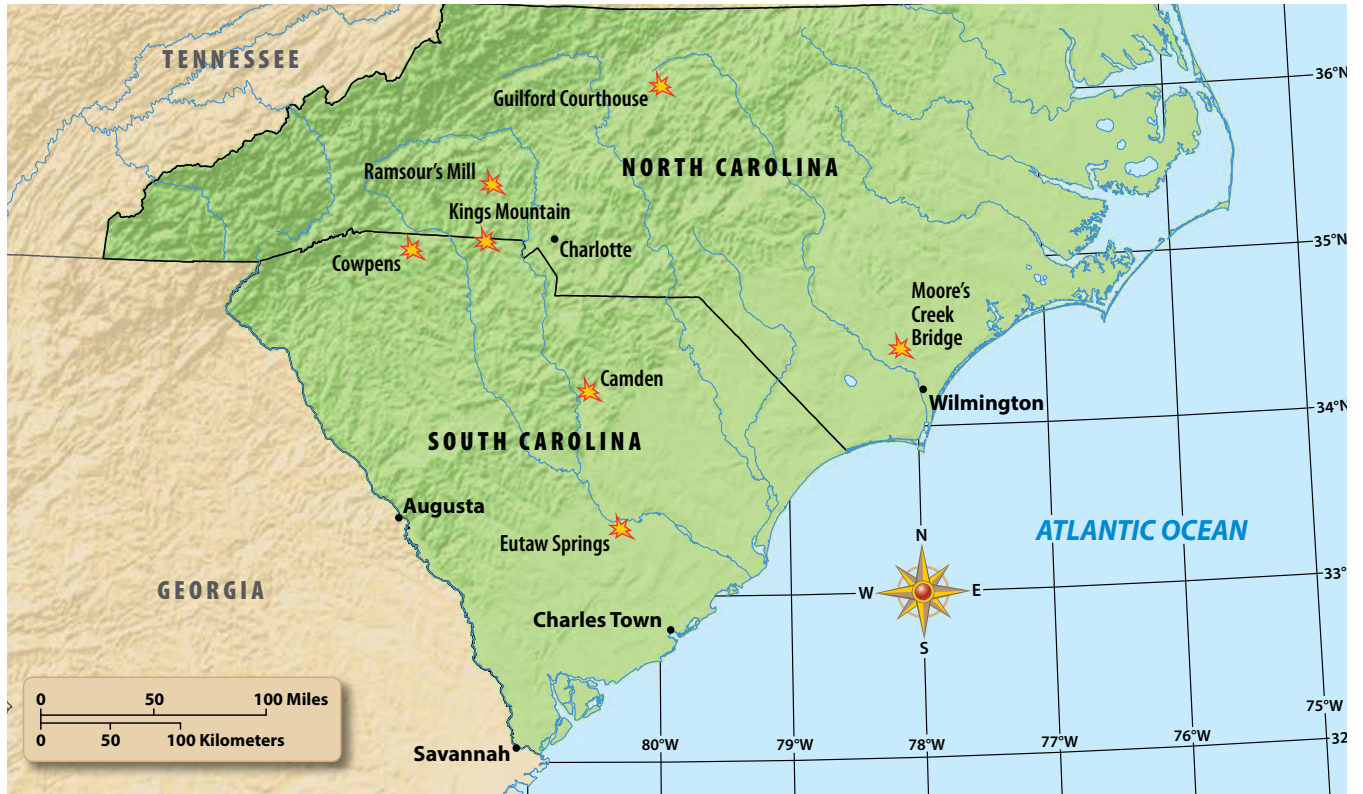 TENNESSEE
36°N
Guilford Courthouse
NORTH CAROLINA
Ramsour's Mill
Kings Mountain
Charlotte
Cowpens
35°N
Moore's
Creek
Bridge
Camden
Wilmington
34°N
SOUTH CAROLINA
Augusta
Eutaw Springs
ATLANTIC OCEAN
N
W
E
S
33°
GEORGIA
Charles Town
0 50 100 Miles
0 50 100 Kilometers
Savannah
80°W
79°W
78°W
77°W
76°W
75°W
32